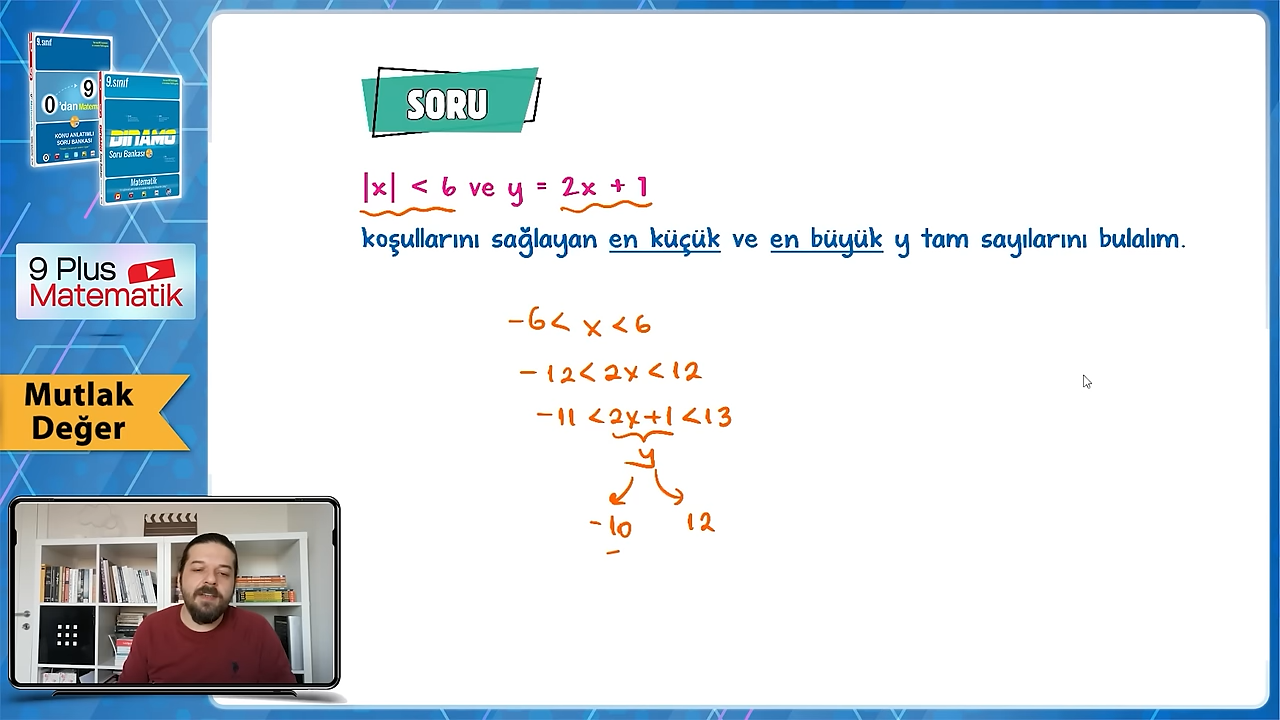 9.sınıf
0'dan 9
Matem
KONU ANLATIMLI
SORU BANKASI
9.sınıf
DİNAMO
Soru Bankası
Matematik
9 Plus
Matematik
Mutlak
Değer
SORU
|x| < 6 ve y = 2x + 1
koşullarını sağlayan en küçük ve en büyük y tam sayılarını bulalım.
-6 < x < 6
-12 < 2x < 12
-11 < 2x+1 < 13
y
-10 12